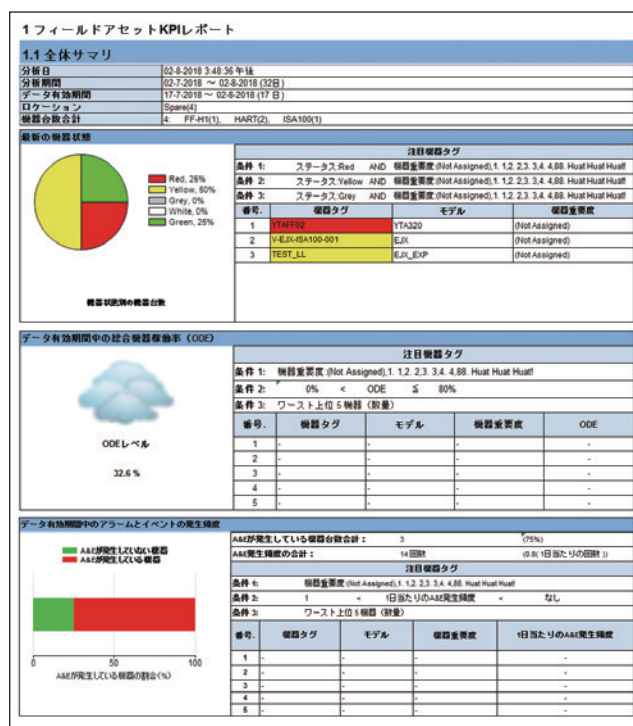 1 フィールドアセットKPIレポート
1.1 全体サマリ
分析日 02-8-2018 3:48:36 午後
分析期間 02-7-2018 ～ 02-8-2018 (32日)
データ有効期間 17-7-2018 ～ 02-8-2018 (17 日)
ロケーション Spare(4)
機器台数合計 4: FF-H1(1), HART(2), ISA100(1)
最新の機器状態
Red, 25%
Yellow, 50%
Grey, 0%
White, 0%
Green, 25%
機器状態別の機器台数
注目機器タグ
条件 1: ステータス:Red AND 機器重要度:(Not Assigned),1. 1,2. 2,3. 3,4. 4,88. Huat Huat Huat!
条件 2: ステータス:Yellow AND 機器重要度:(Not Assigned),1. 1,2. 2,3. 3,4. 4,88. Huat Huat Huat!
条件 3: ステータス:Grey AND 機器重要度:(Not Assigned),1. 1,2. 2,3. 3,4. 4,88. Huat Huat Huat!
番号. 機器タグ モデル 機器重要度
1 YTAFF02 YTA320 (Not Assigned)
2 V-EJX-ISA100-001 EJX (Not Assigned)
3 TEST_LL EJX_EXP (Not Assigned)
データ有効期間中の総合機器稼働率 (ODE)
ODEレベル
32.6 %
注目機器タグ
条件 1: 機器重要度:(Not Assigned),1. 1,2. 2,3. 3,4. 4,88. Huat Huat Huat!
条件 2: 0% < ODE ≦ 80%
条件 3: ワースト上位 5 機器 (数量)
番号. 機器タグ モデル 機器重要度 ODE
1 - - - -
2 - - - -
3 - - - -
4 - - - -
5 - - - -
データ有効期間中のアラームとイベントの発生頻度
A&Eが発生していない機器
A&Eが発生している機器
0 50 100
A&Eが発生している機器の割合(%)
A&Eが発生している機器台数合計: 3 (75%)
A&E発生頻度の合計: 14 回数 (0.8( 1日当たりの回数 ))
注目機器タグ
条件 1: 機器重要度:(Not Assigned),1. 1,2. 2,3. 3,4. 4,88. Huat Huat Huat!
条件 2: 1 < 1日当たりのA&E発生頻度 < なし
条件 3: ワースト上位 5 機器 (数量)
番号. 機器タグ モデル 機器重要度 1日当たりのA&E発生頻度
1 - - - -
2 - - - -
3 - - - -
4 - - - -
5 - - - -